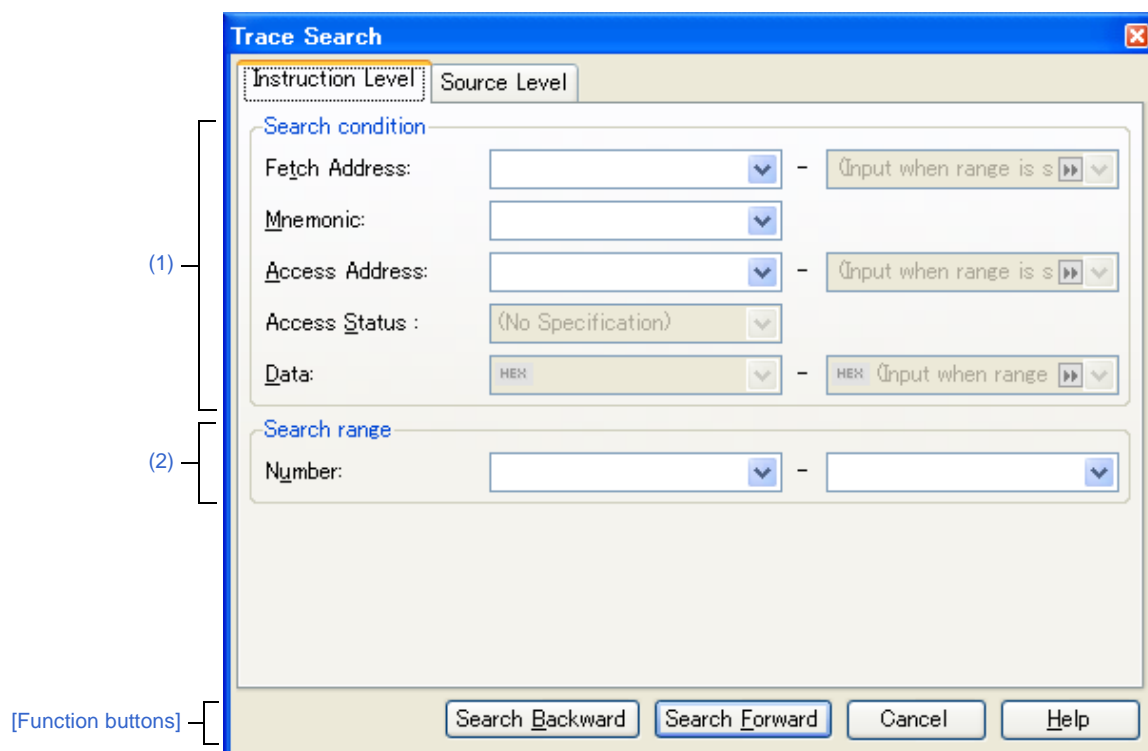 Trace Search
Instruction Level Source Level
(1)
Search condition
Fetch Address: - (Input when range is s
Mnemonic:
Access Address: - (Input when range is s
Access Status : (No Specification)
Data: HEX - HEX (Input when range
(2)
Search range
Number: -
[Function buttons]
Search Backward Search Forward Cancel Help